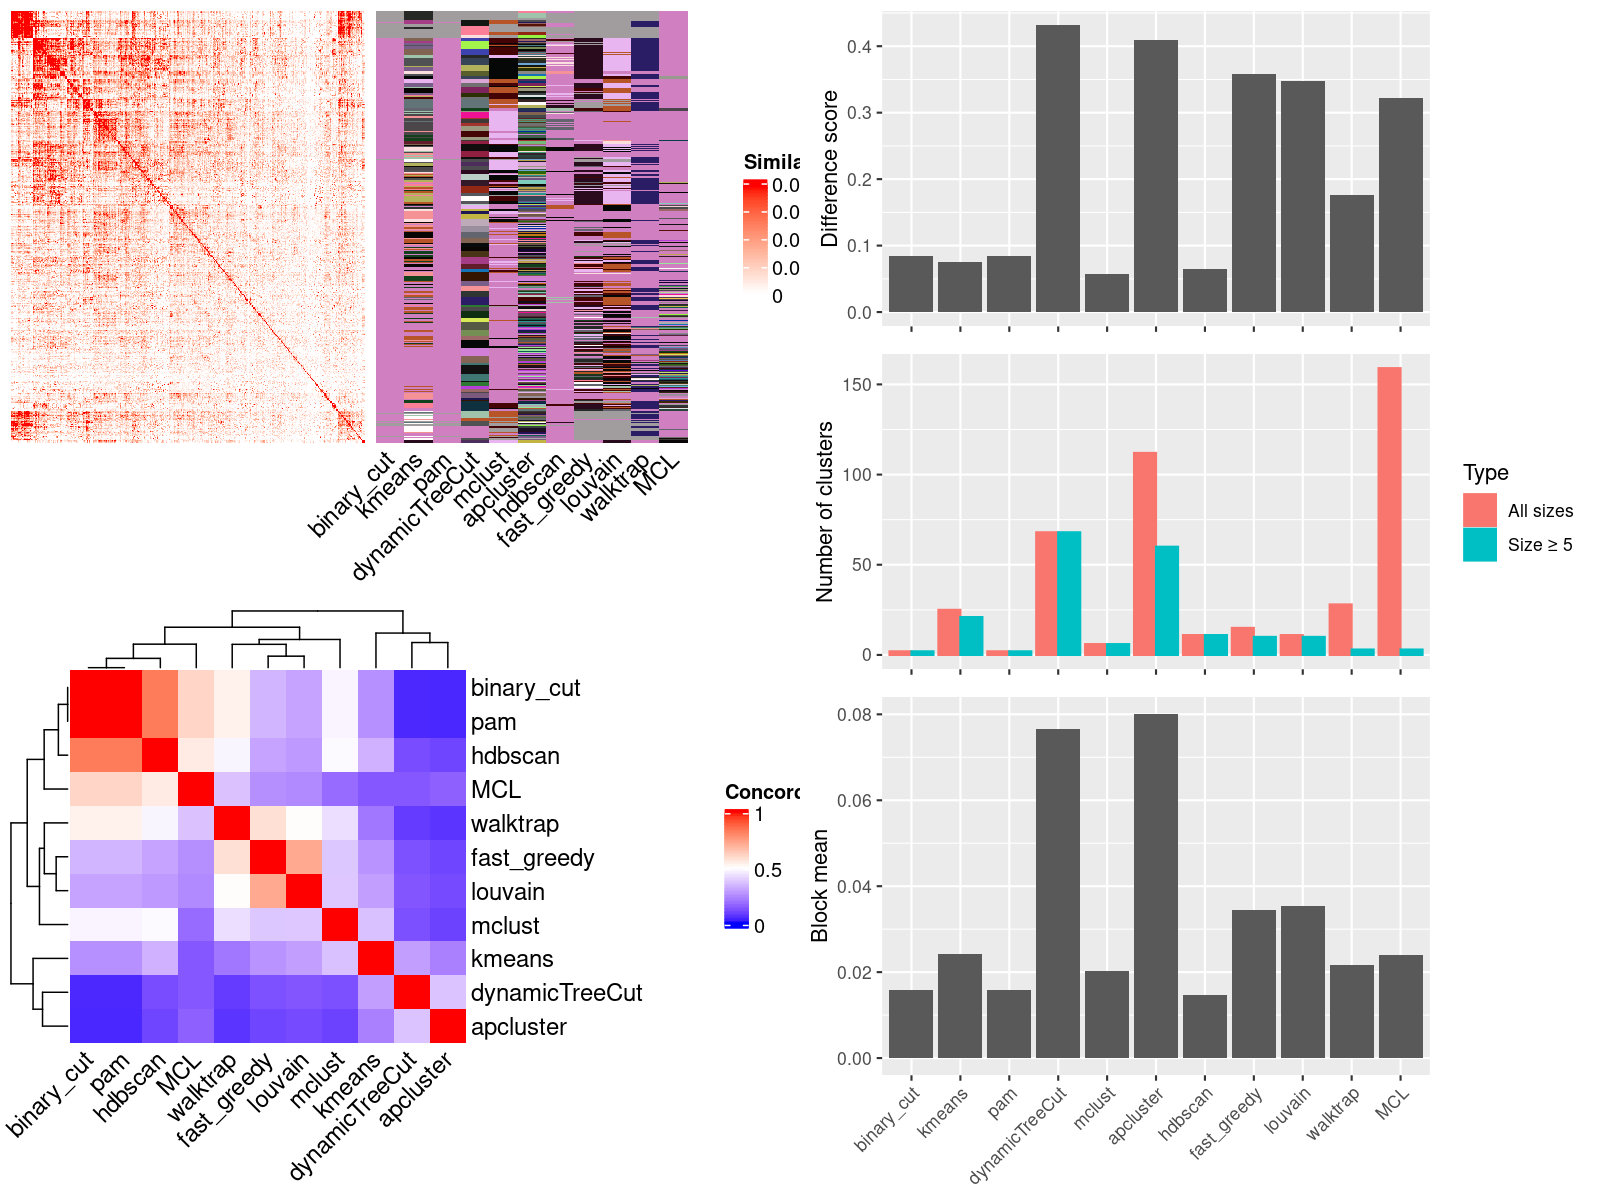 Simila
0.0
0.0
0.0
0.0
0
binary_cut
kmeans
pam
dynamicTreeCut
mclust
apcluster
hdbscan
fast_greedy
louvain
walktrap
MCL
binary_cut
pam
hdbscan
MCL
walktrap
fast_greedy
louvain
mclust
kmeans
dynamicTreeCut
apcluster
binary_cut
pam
hdbscan
MCL
walktrap
fast_greedy
louvain
mclust
kmeans
dynamicTreeCut
apcluster
Concord
1
0.5
0
Difference score
0.4
0.3
0.2
0.1
0.0
Number of clusters
150
100
50
0
Type
All sizes
Size ≥ 5
Block mean
0.08
0.06
0.04
0.02
0.00
binary_cut
kmeans
pam
dynamicTreeCut
mclust
apcluster
hdbscan
fast_greedy
louvain
walktrap
MCL